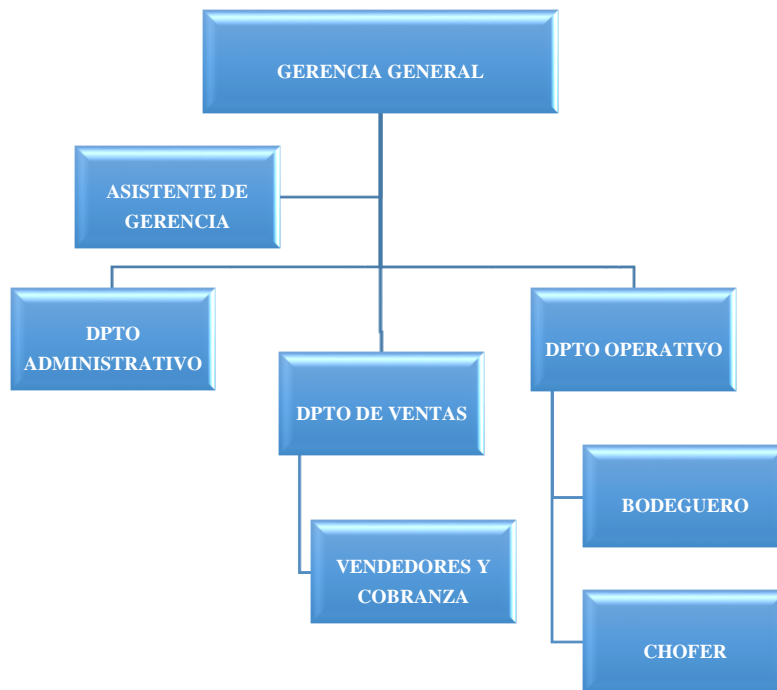 GERENCIA GENERAL
ASISTENTE DE
GERENCIA
DPTO
ADMINISTRATIVO
DPTO DE VENTAS
VENDEDORES Y
COBRANZA
DPTO OPERATIVO
BODEGUERO
CHOFER